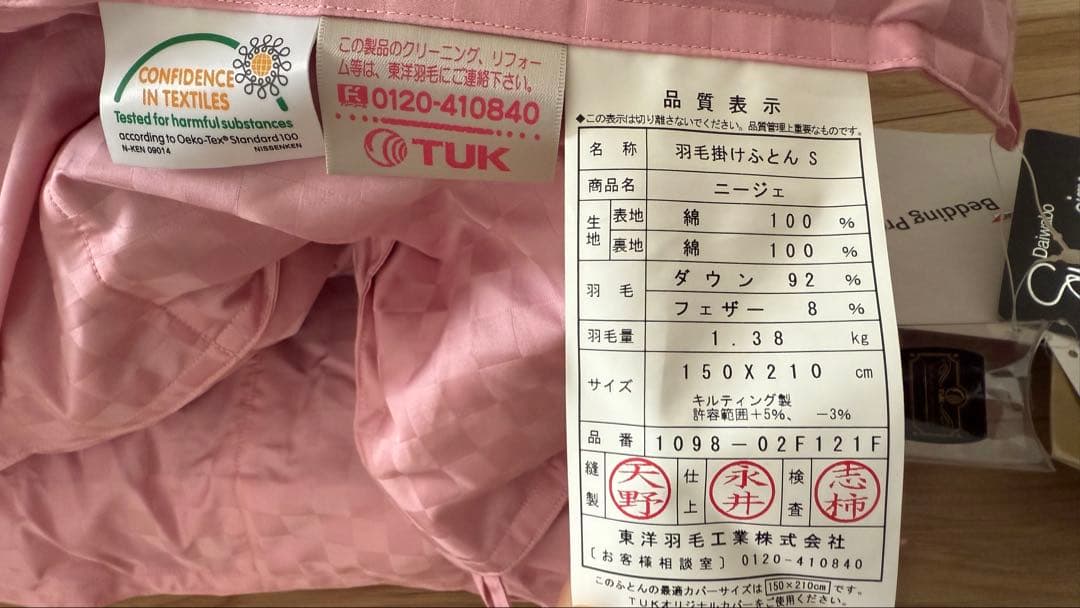 CONFIDENCE
IN TEXTILES
Tested for harmful substances
according to Oeko-Tex® Standard 100
N-KEN 09014 NISSENKEN
この製品のクリーニング、リフォー
ム等は、東洋羽毛にご連絡下さい。
0120-410840
TUK
品質表示
◆この表示は切り離さないでください。品質管理上重要なものです。
名称 羽毛掛けふとん S
商品名 ニージェ
生地 表地 綿 100 %
裏地 綿 100 %
羽毛 ダウン 92 %
フェザー 8 %
羽毛量 1.38 kg
サイズ 150X210 cm
キルティング製
許容範囲+5%、 -3%
品番 1098-02F121F
縫製 天野 仕上 永井 検査 志柿
東洋羽毛工業株式会社
〔お客様相談室〕 0120-410840
このふとんの最適カバーサイズは 150×210cm です。
TUKオリジナルカバーをご使用ください。
Bedding Pr
Daiwabo